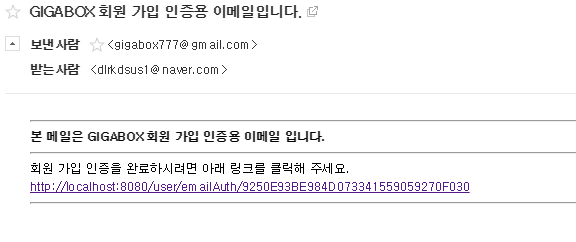 GIGABOX 회원 가입 인증용 이메일입니다.
보낸 사람 <gigabox777@gmail.com>
받는사람 <dlrkdsus1@naver.com>
본 메일은 GIGABOX 회원 가입 인증용 이메일 입니다.
회원 가입 인증을 완료하시려면 아래 링크를 클릭해 주세요.
http://localhost:8080/user/emailAuth/9250E93BE984D073341559059270F030